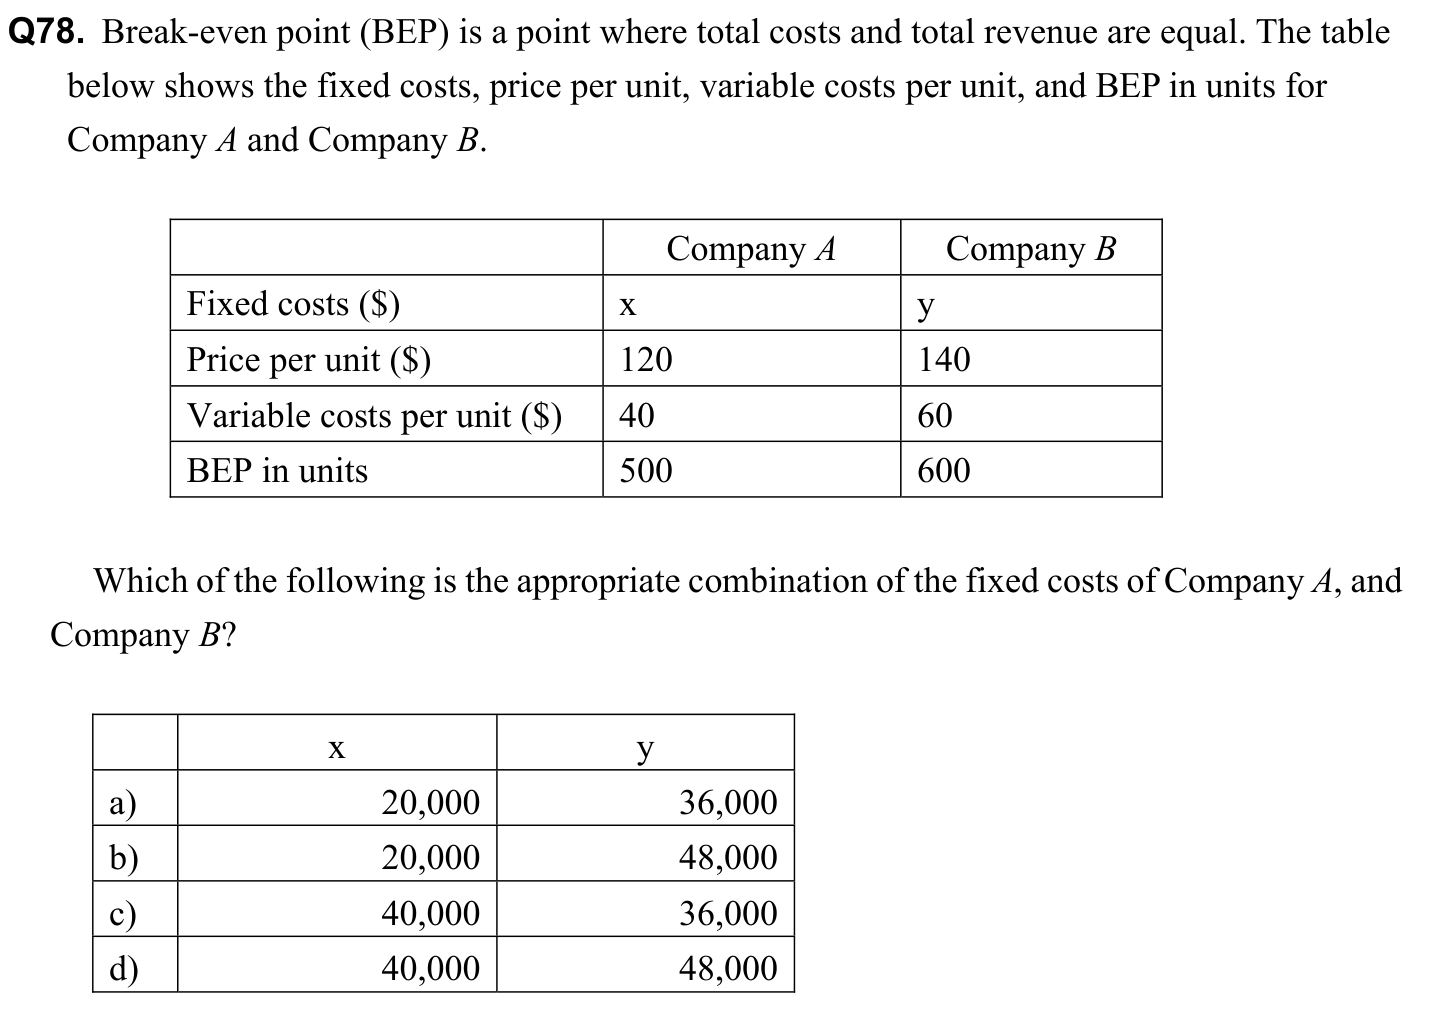 Q78. Break-even point (BEP) is a point where total costs and total revenue are equal. The table
below shows the fixed costs, price per unit, variable costs per unit, and BEP in units for
Company A and Company B.
Company A Company B
Fixed costs ($) x y
Price per unit ($) 120 140
Variable costs per unit ($) 40 60
BEP in units 500 600
Which of the following is the appropriate combination of the fixed costs of Company A, and
Company B?
x y
a) 20,000 36,000
b) 20,000 48,000
c) 40,000 36,000
d) 40,000 48,000